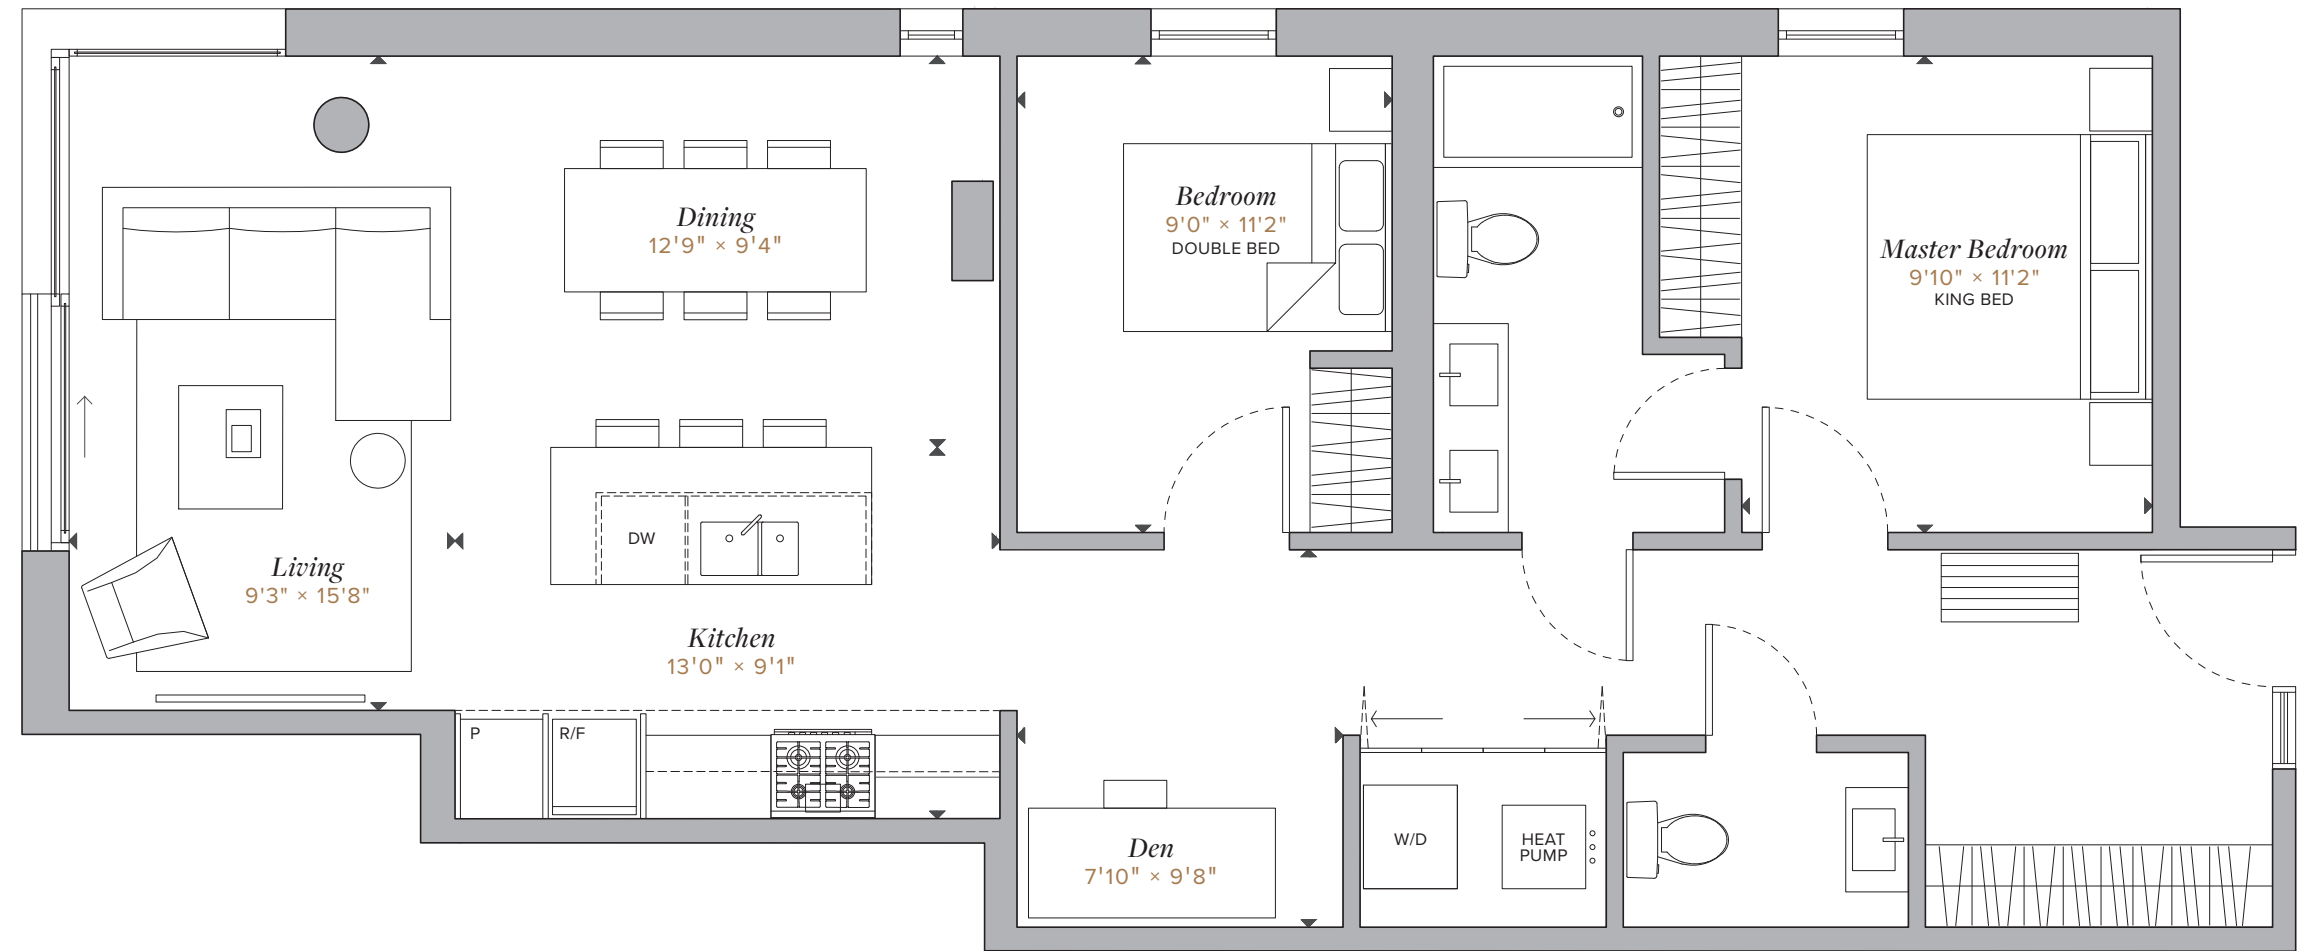 Dining
12'9" × 9'4"
Bedroom
9'0" × 11'2"
DOUBLE BED
Master Bedroom
9'10" × 11'2"
KING BED
Living
9'3" × 15'8"
DW
Kitchen
13'0" × 9'1"
P
R/F
Den
7'10" × 9'8"
W/D
HEAT
PUMP